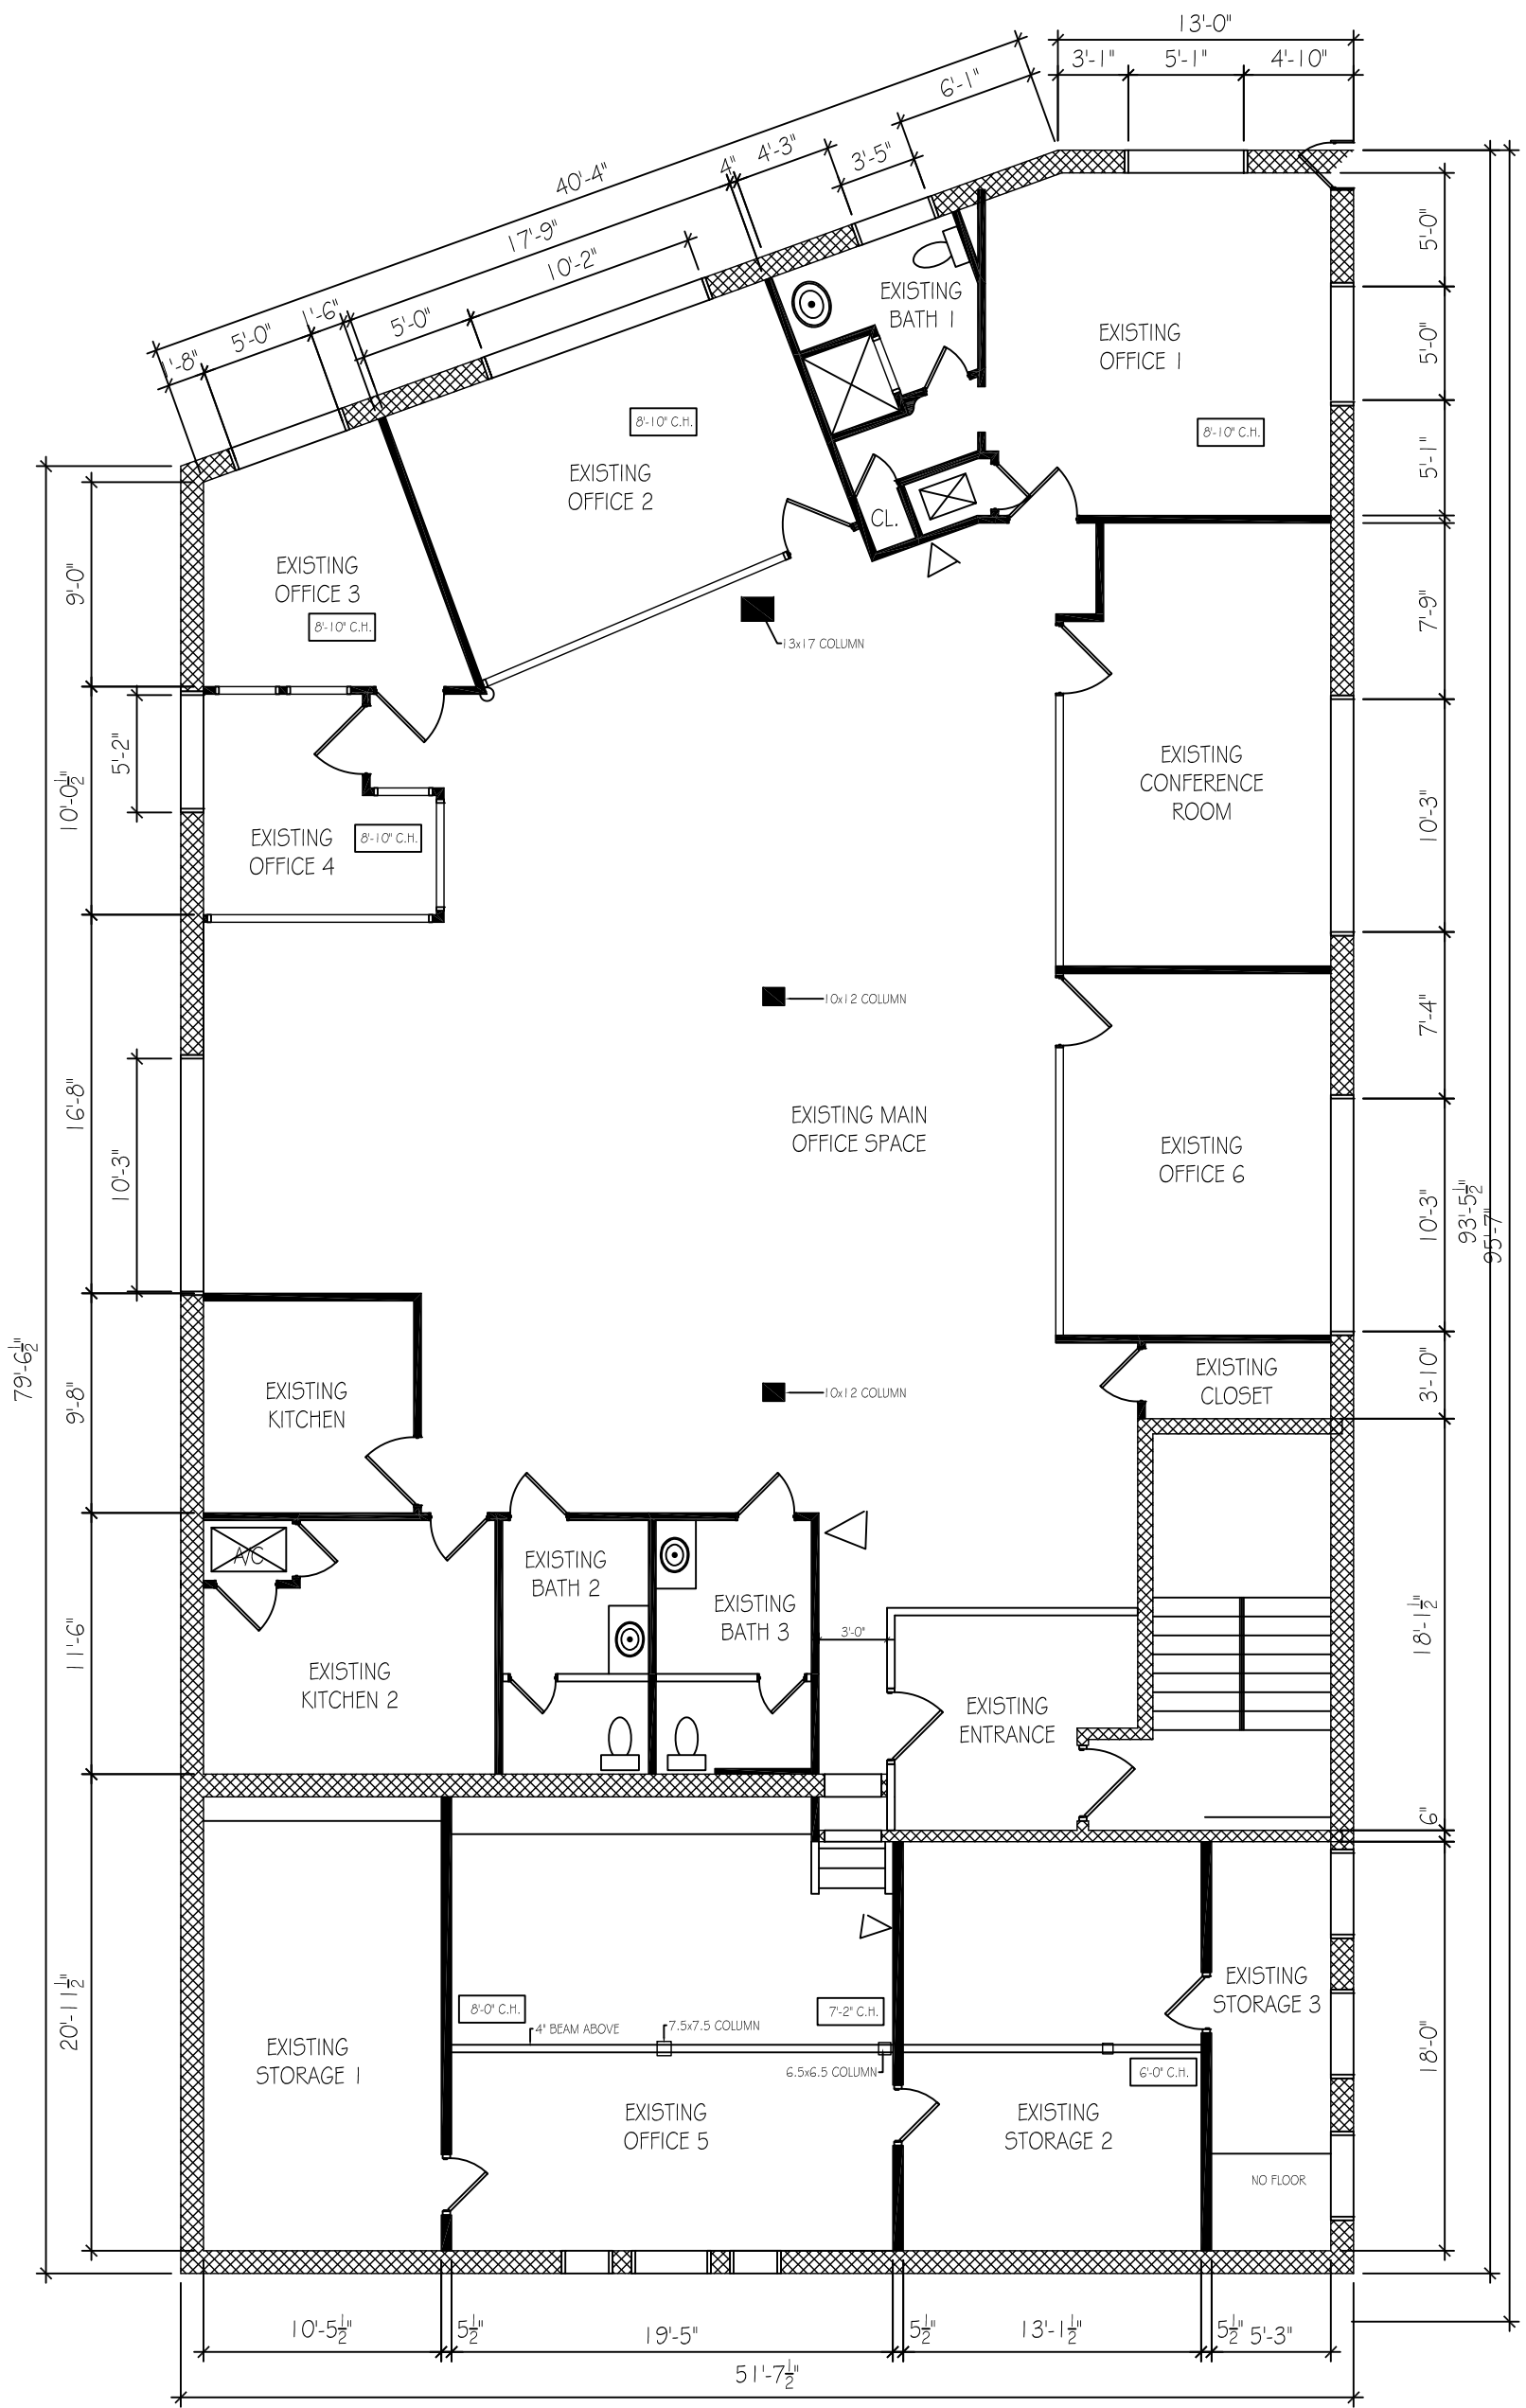 13'-0"
3'-1"
5'-1"
4'-10"
6'-1"
40'-4"
4"
4'-3"
3'-5"
17'-9"
10'-2"
1'-8"
5'-0"
1'-6"
5'-0"
5'-0"
EXISTING
BATH 1
EXISTING
OFFICE 1
5'-0"
8'-10" C.H.
8'-10" C.H.
EXISTING
OFFICE 2
5'-1"
CL.
EXISTING
OFFICE 3
9'-0"
8'-10" C.H.
13x17 COLUMN
7'-9"
5'-2"
10'-0½"
EXISTING
CONFERENCE
ROOM
EXISTING
OFFICE 4
8'-10" C.H.
10'-3"
10x12 COLUMN
7'-4"
16'-8"
10'-3"
EXISTING MAIN
OFFICE SPACE
EXISTING
OFFICE 6
10'-3"
93'-5½"
95'-7"
79'-6½"
9'-8"
EXISTING
KITCHEN
10x12 COLUMN
EXISTING
CLOSET
3'-10"
A/C
EXISTING
BATH 2
EXISTING
BATH 3
3'-0"
18'-1½"
11'-6"
EXISTING
KITCHEN 2
EXISTING
ENTRANCE
6"
20'-11½"
8'-0" C.H.
7'-2" C.H.
EXISTING
STORAGE 3
4" BEAM ABOVE
7.5x7.5 COLUMN
6.5x6.5 COLUMN
6'-0" C.H.
18'-0"
EXISTING
STORAGE 1
EXISTING
OFFICE 5
EXISTING
STORAGE 2
NO FLOOR
10'-5½"
5½"
19'-5"
5½"
13'-1½"
5½"
5'-3"
51'-7½"